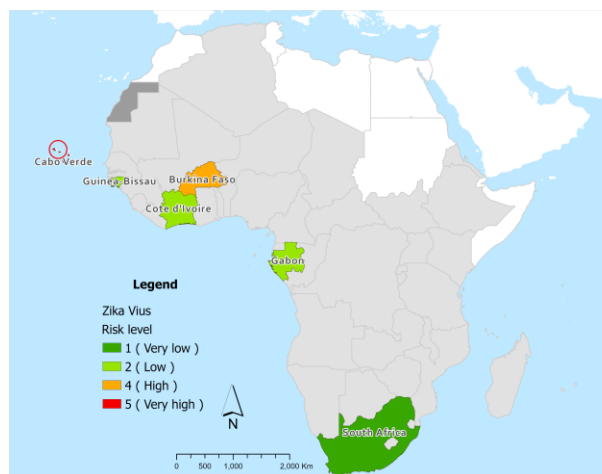 Cabo Verde
Guinea-Bissau
Burkina Faso
Cote d'Ivoire
Gabon
Legend
Zika Vius
Risk level
1 ( Very low )
2 ( Low )
4 ( High )
5 ( Very high )
N
South Africa
0 500 1,000 2,000 Km